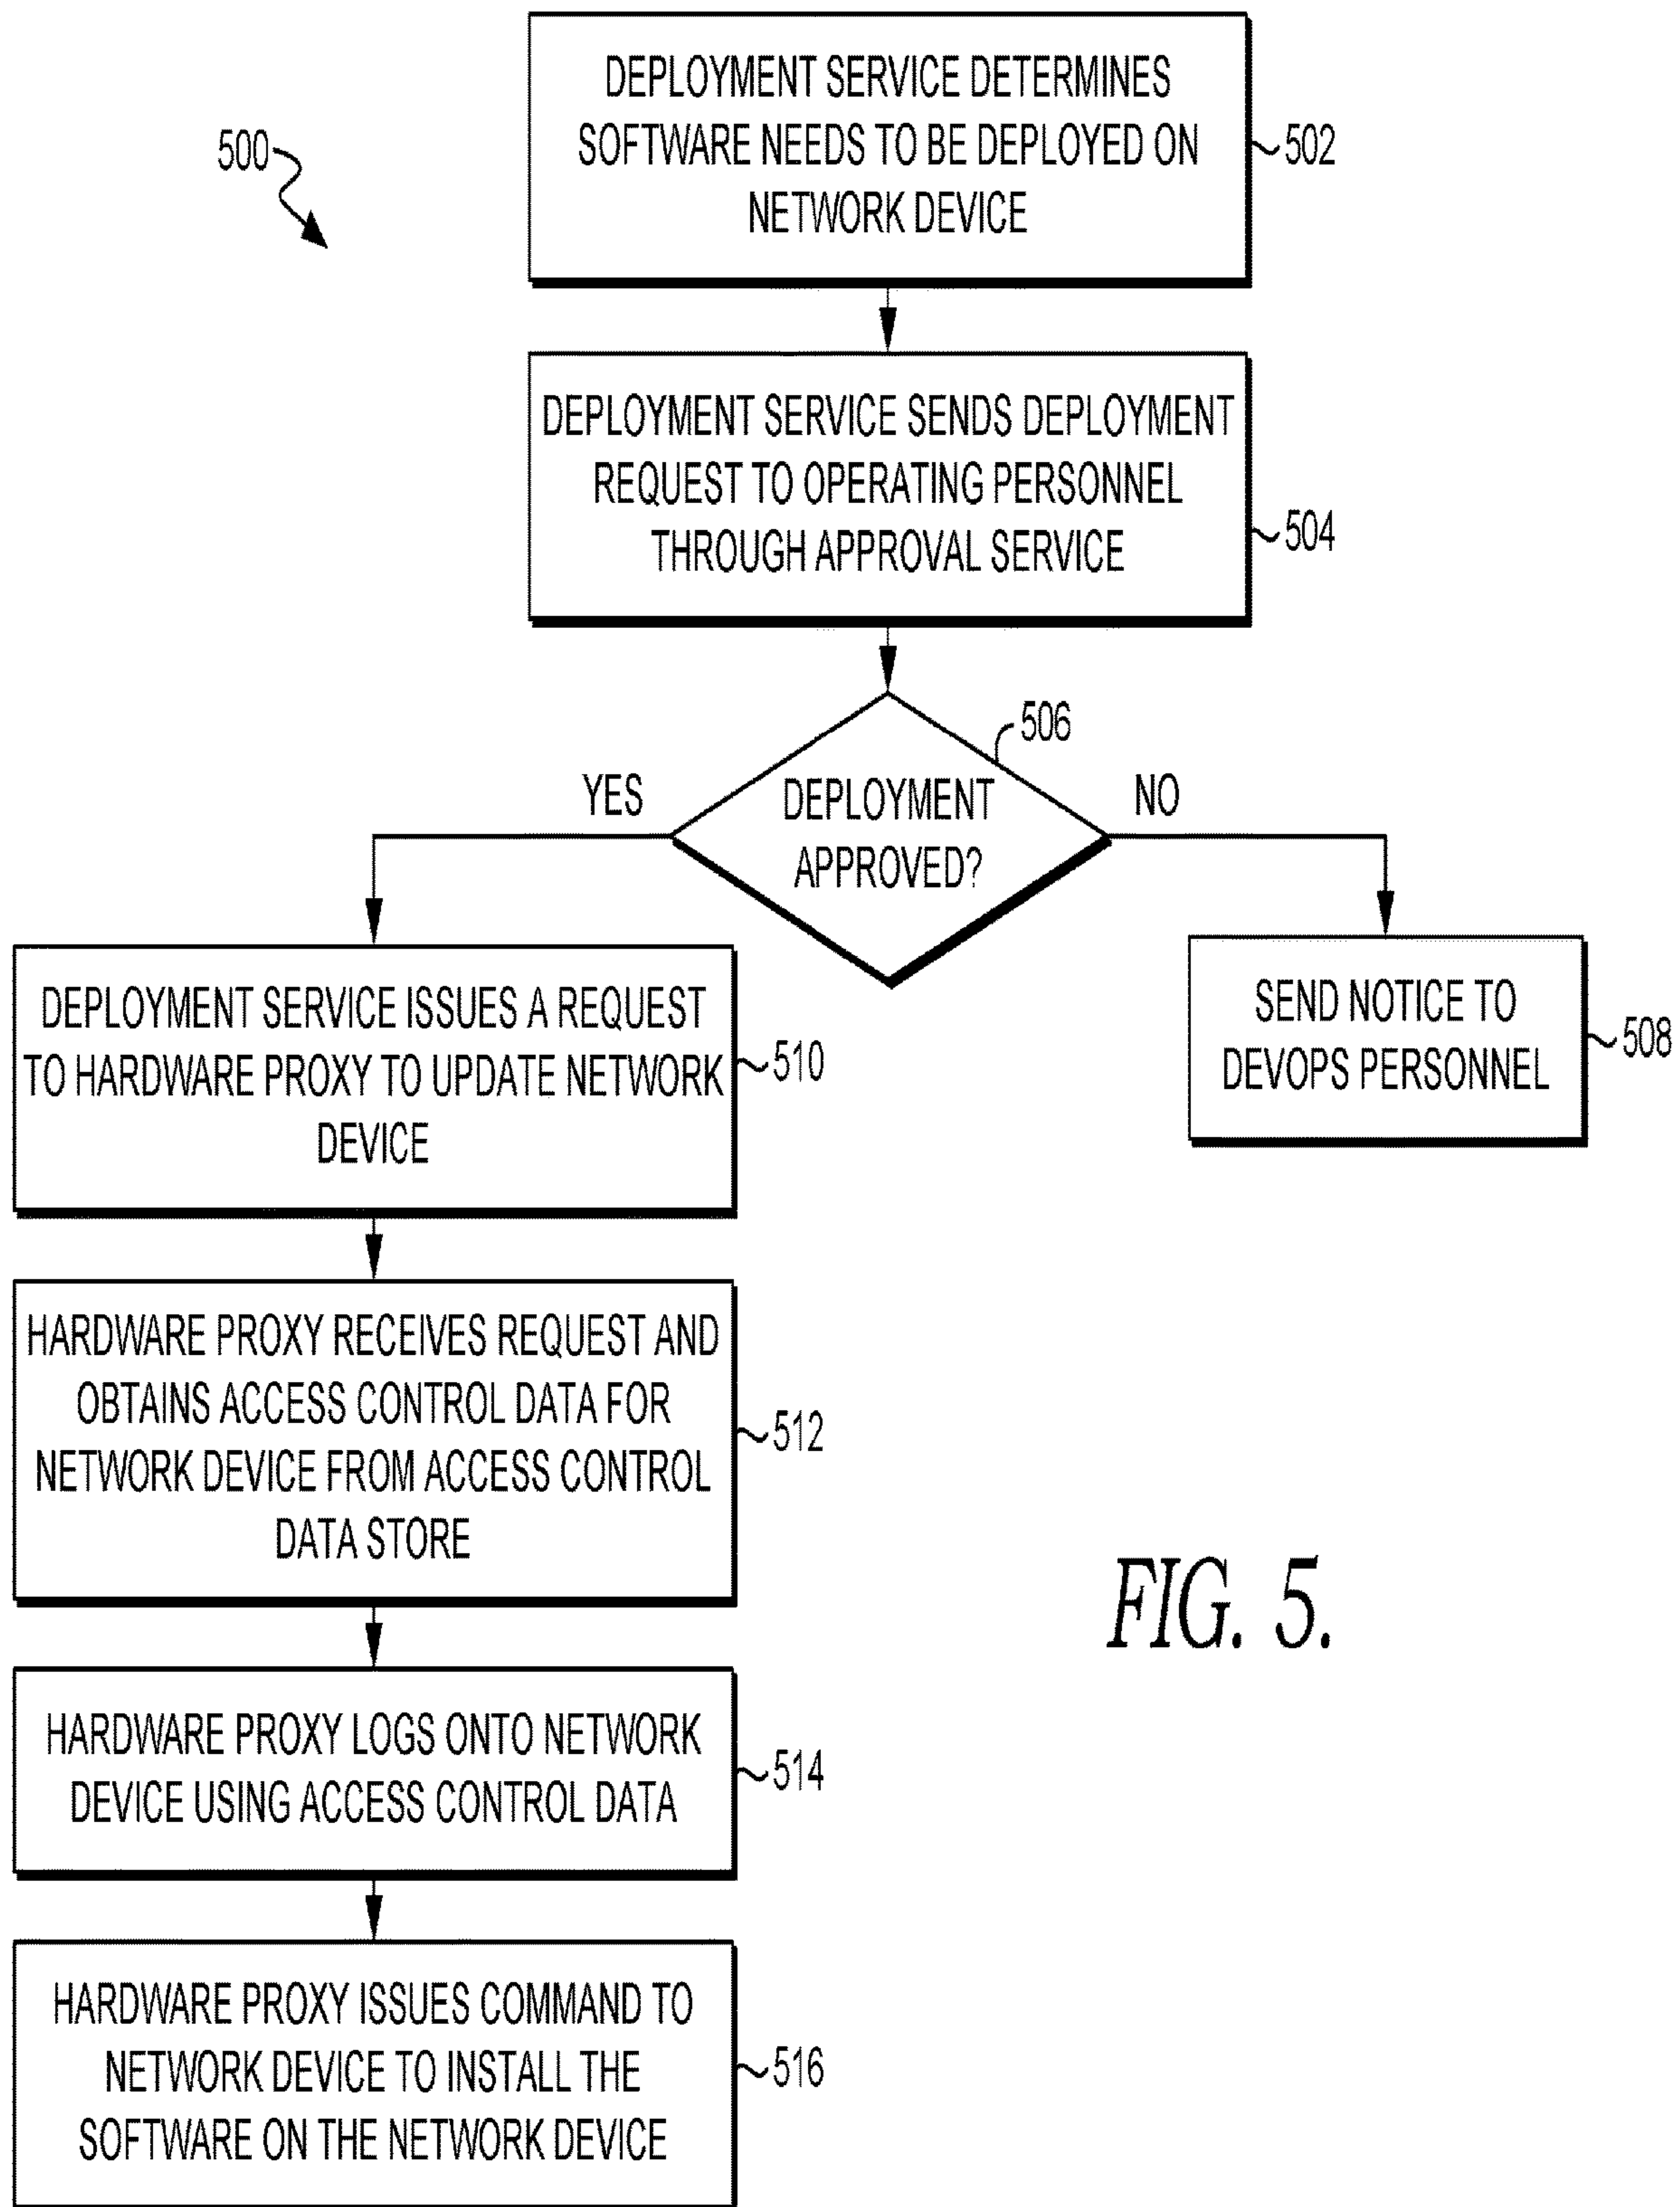 500
DEPLOYMENT SERVICE DETERMINES
SOFTWARE NEEDS TO BE DEPLOYED ON
NETWORK DEVICE
502
DEPLOYMENT SERVICE SENDS DEPLOYMENT
REQUEST TO OPERATING PERSONNEL
THROUGH APPROVAL SERVICE
504
506
YES
DEPLOYMENT
APPROVED?
NO
DEPLOYMENT SERVICE ISSUES A REQUEST
TO HARDWARE PROXY TO UPDATE NETWORK
DEVICE
510
SEND NOTICE TO
DEVOPS PERSONNEL
508
HARDWARE PROXY RECEIVES REQUEST AND
OBTAINS ACCESS CONTROL DATA FOR
NETWORK DEVICE FROM ACCESS CONTROL
DATA STORE
512
HARDWARE PROXY LOGS ONTO NETWORK
DEVICE USING ACCESS CONTROL DATA
514
HARDWARE PROXY ISSUES COMMAND TO
NETWORK DEVICE TO INSTALL THE
SOFTWARE ON THE NETWORK DEVICE
516
FIG. 5.